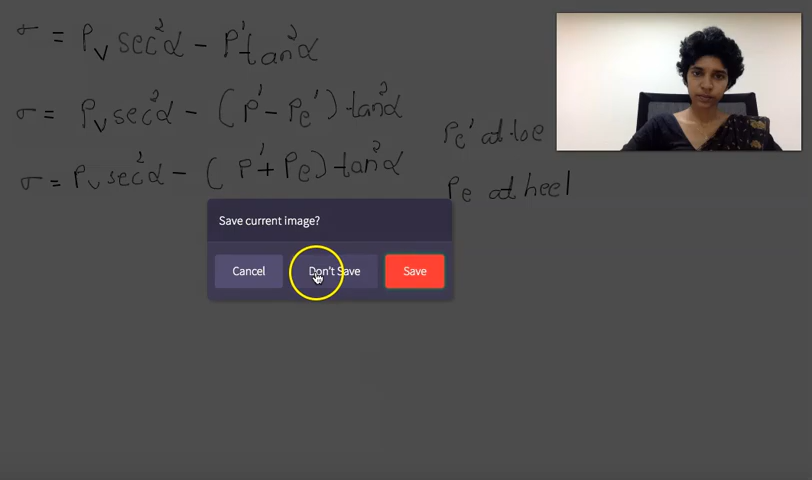 σ = Pv sec²α - P' tan²α
σ = Pv sec²α - (P' - Pe') tan²α
Pe' at toe
σ = Pv sec²α - (P' + Pe) tan²α
Pe at heel
Save current image?
Cancel
Don't Save
Save